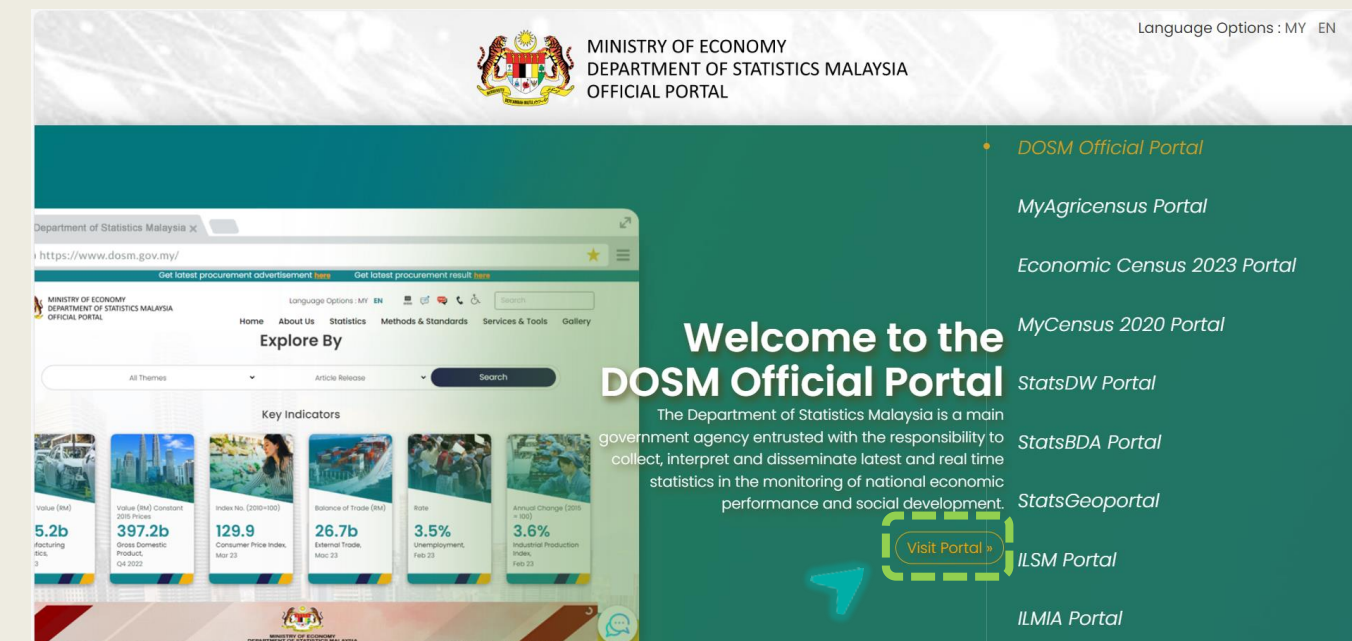 Language Options : MY EN
MINISTRY OF ECONOMY
DEPARTMENT OF STATISTICS MALAYSIA
OFFICIAL PORTAL
DOSM Official Portal
MyAgricensus Portal
Economic Census 2023 Portal
MyCensus 2020 Portal
StatsDW Portal
StatsBDA Portal
StatsGeoportal
ILSM Portal
ILMIA Portal
Department of Statistics Malaysia ×
https://www.dosm.gov.my/
Get latest procurement advertisement here Get latest procurement result here
MINISTRY OF ECONOMY
DEPARTMENT OF STATISTICS MALAYSIA
OFFICIAL PORTAL
Language Options : MY EN
Search
Home About Us Statistics Methods & Standards Services & Tools Gallery
Explore By
All Themes Article Release Search
Key Indicators
Value (RM)
5.2b
Value (RM) Constant
2015 Prices
397.2b
Gross Domestic
Product,
Q4 2022
Index No. (2010=100)
129.9
Consumer Price Index,
Mar 23
Balance of Trade (RM)
26.7b
External Trade,
Mac 23
Rate
3.5%
Unemployment,
Feb 23
Annual Change (2015
= 100)
3.6%
Industrial Production
Index,
Feb 23
MINISTRY OF ECONOMY
DEPARTMENT OF STATISTICS MALAYSIA
Welcome to the
DOSM Official Portal
The Department of Statistics Malaysia is a main
government agency entrusted with the responsibility to
collect, interpret and disseminate latest and real time
statistics in the monitoring of national economic
performance and social development.
Visit Portal »